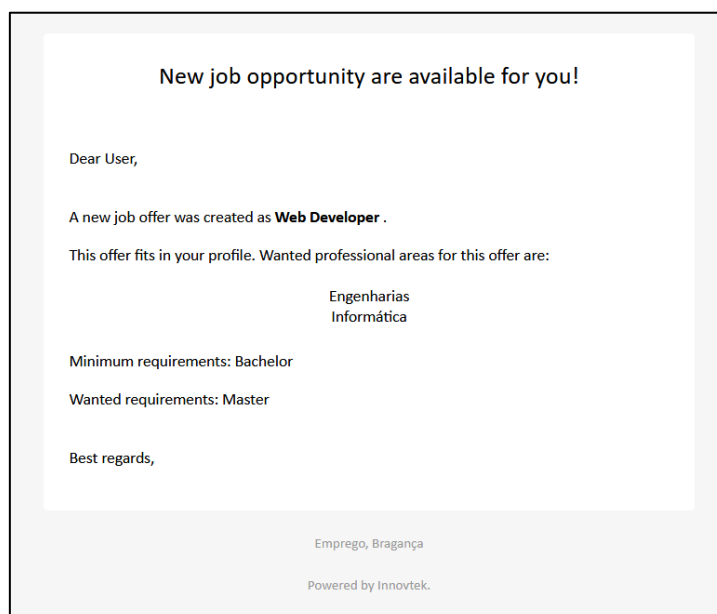 New job opportunity are available for you!
Dear User,
A new job offer was created as Web Developer .
This offer fits in your profile. Wanted professional areas for this offer are:
Engenharias
Informática
Minimum requirements: Bachelor
Wanted requirements: Master
Best regards,
Emprego, Bragança
Powered by Innovtek.